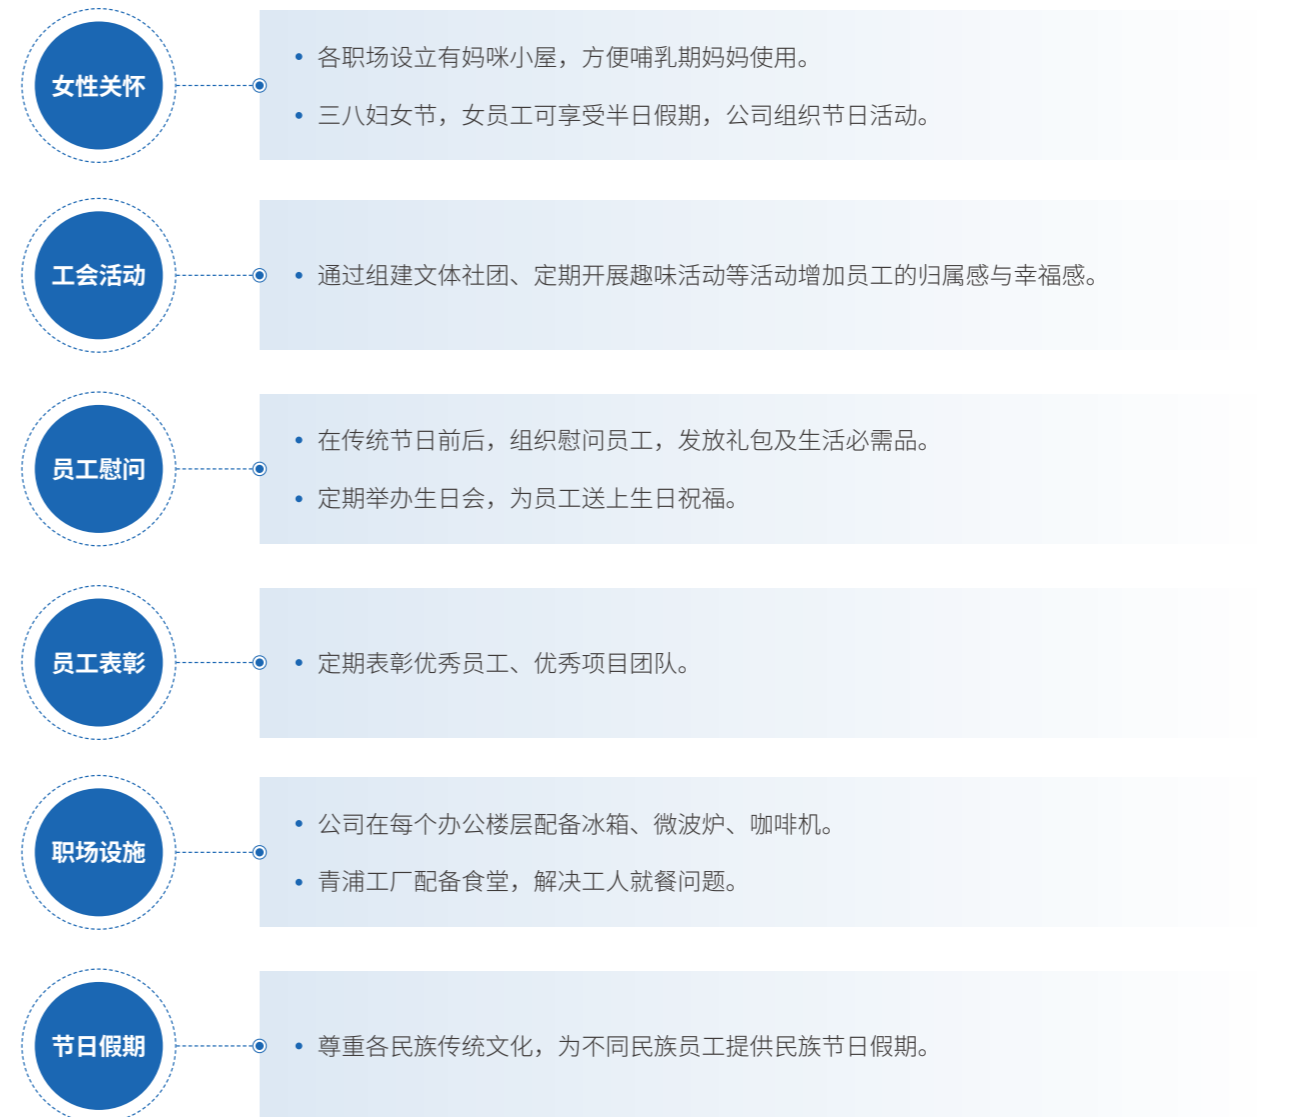 女性关怀
• 各职场设立有妈咪小屋，方便哺乳期妈妈使用。
• 三八妇女节，女员工可享受半日假期，公司组织节日活动。
工会活动
• 通过组建文体社团、定期开展趣味活动等活动增加员工的归属感与幸福感。
员工慰问
• 在传统节日前后，组织慰问员工，发放礼包及生活必需品。
• 定期举办生日会，为员工送上生日祝福。
员工表彰
• 定期表彰优秀员工、优秀项目团队。
职场设施
• 公司在每个办公楼层配备冰箱、微波炉、咖啡机。
• 青浦工厂配备食堂，解决工人就餐问题。
节日假期
• 尊重各民族传统文化，为不同民族员工提供民族节日假期。